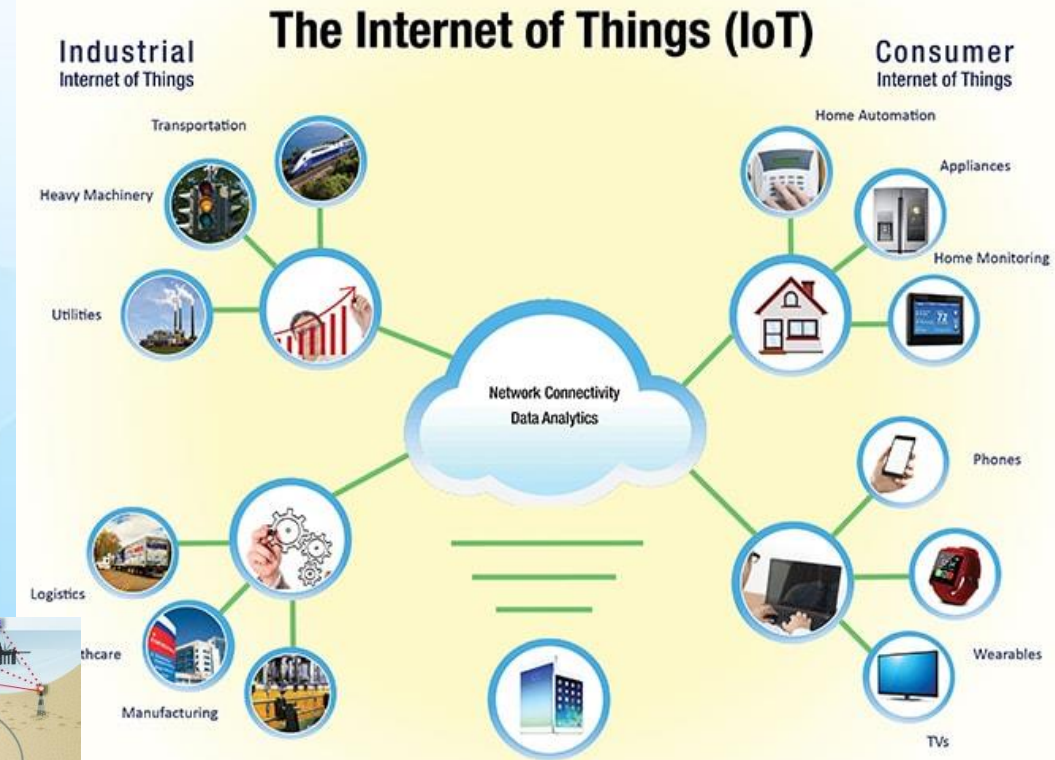 The Internet of Things (IoT)
Industrial
Internet of Things
Consumer
Internet of Things
Transportation
Heavy Machinery
Utilities
Home Automation
Appliances
Home Monitoring
72
Network Connectivity
Data Analytics
Phones
Wearables
TVs
Logistics
thcare
Manufacturing